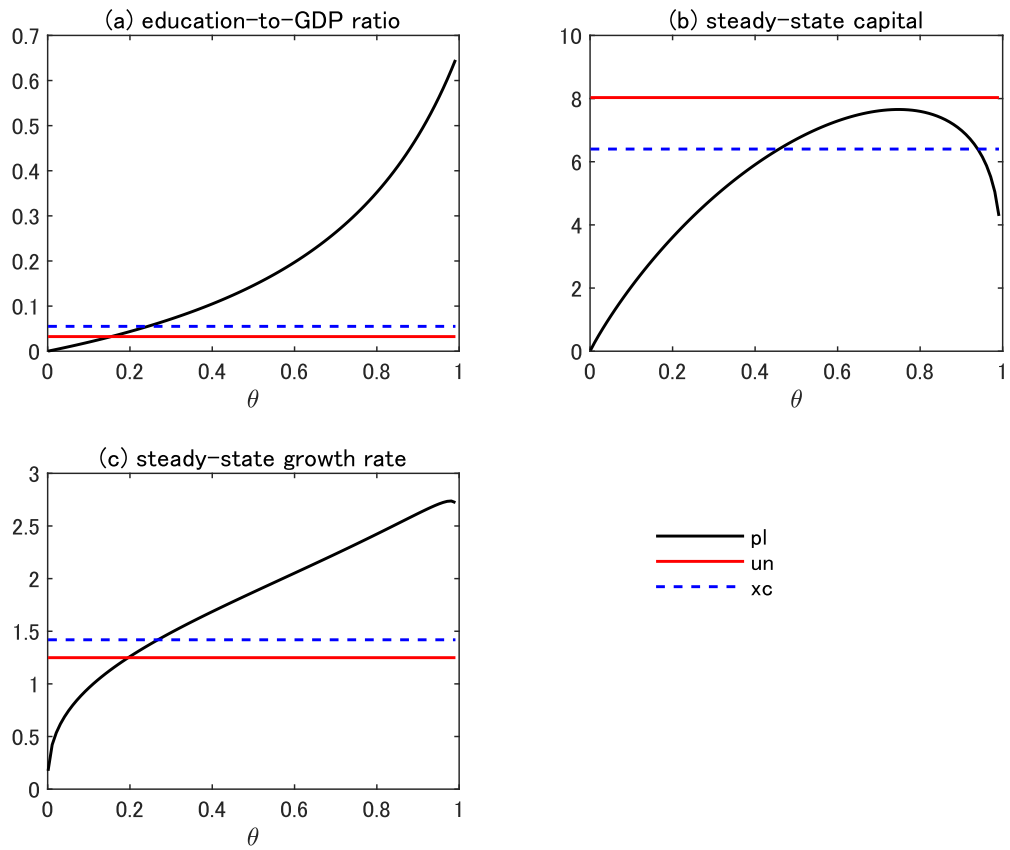 (a) education-to-GDP ratio
0.7
0.6
0.5
0.4
0.3
0.2
0.1
0
0 0.2 0.4 0.6 0.8 1
θ
(b) steady-state capital
10
8
6
4
2
0
0 0.2 0.4 0.6 0.8 1
θ
(c) steady-state growth rate
3
2.5
2
1.5
1
0.5
0
0 0.2 0.4 0.6 0.8 1
θ
pl
un
xc